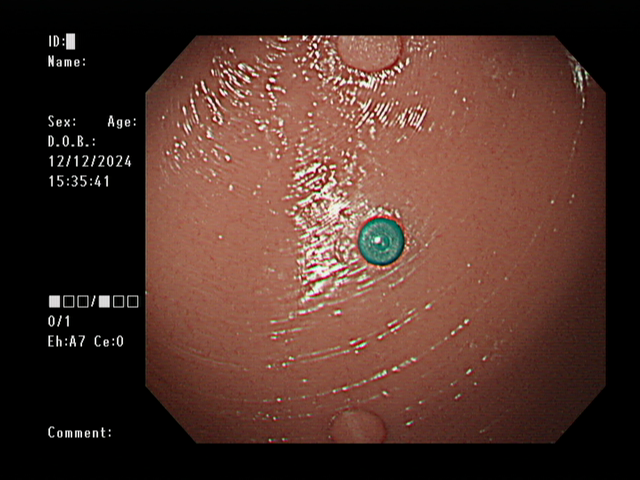 ID:
Name:
Sex: Age:
D.O.B.:
12/12/2024
15:35:41
■□□/■□□
0/1
Eh:A7 Ce:0
Comment: